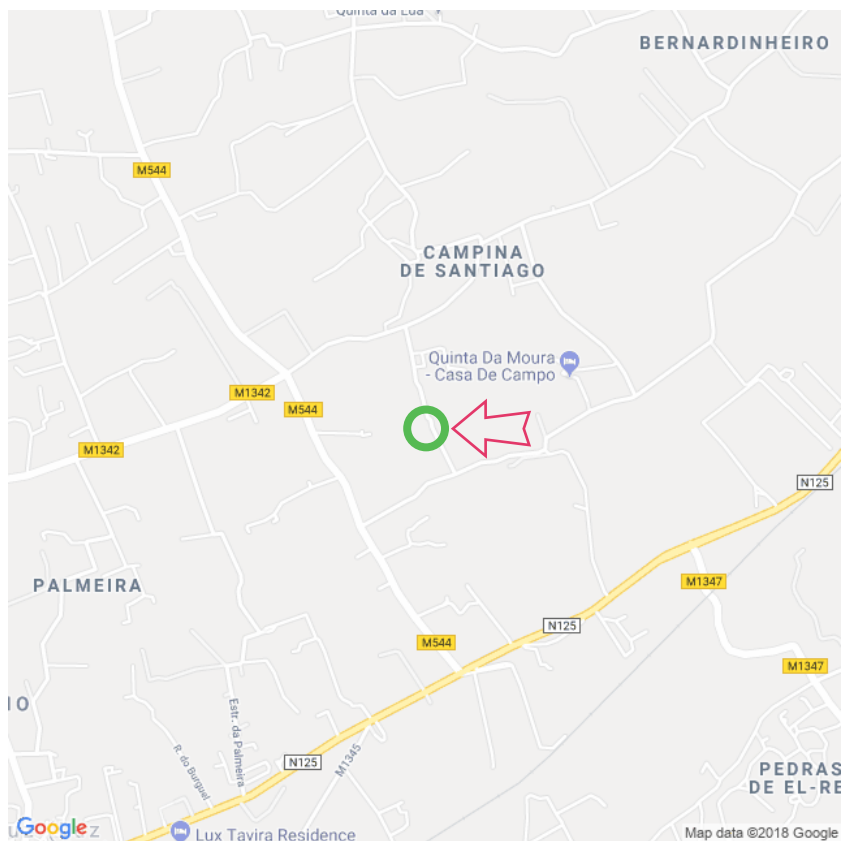 Quinta da Lua
BERNARDINHEIRO
M544
CAMPINA
DE SANTIAGO
Quinta Da Moura
- Casa De Campo
M1342
M544
M1342
N125
PALMEIRA
M1347
N125
M544
M1347
Estr. da Palmeira
R. do Burguel
M1345
N125
PEDRAS
DE EL-RE
Google
Lux Tavira Residence
Map data ©2018 Google